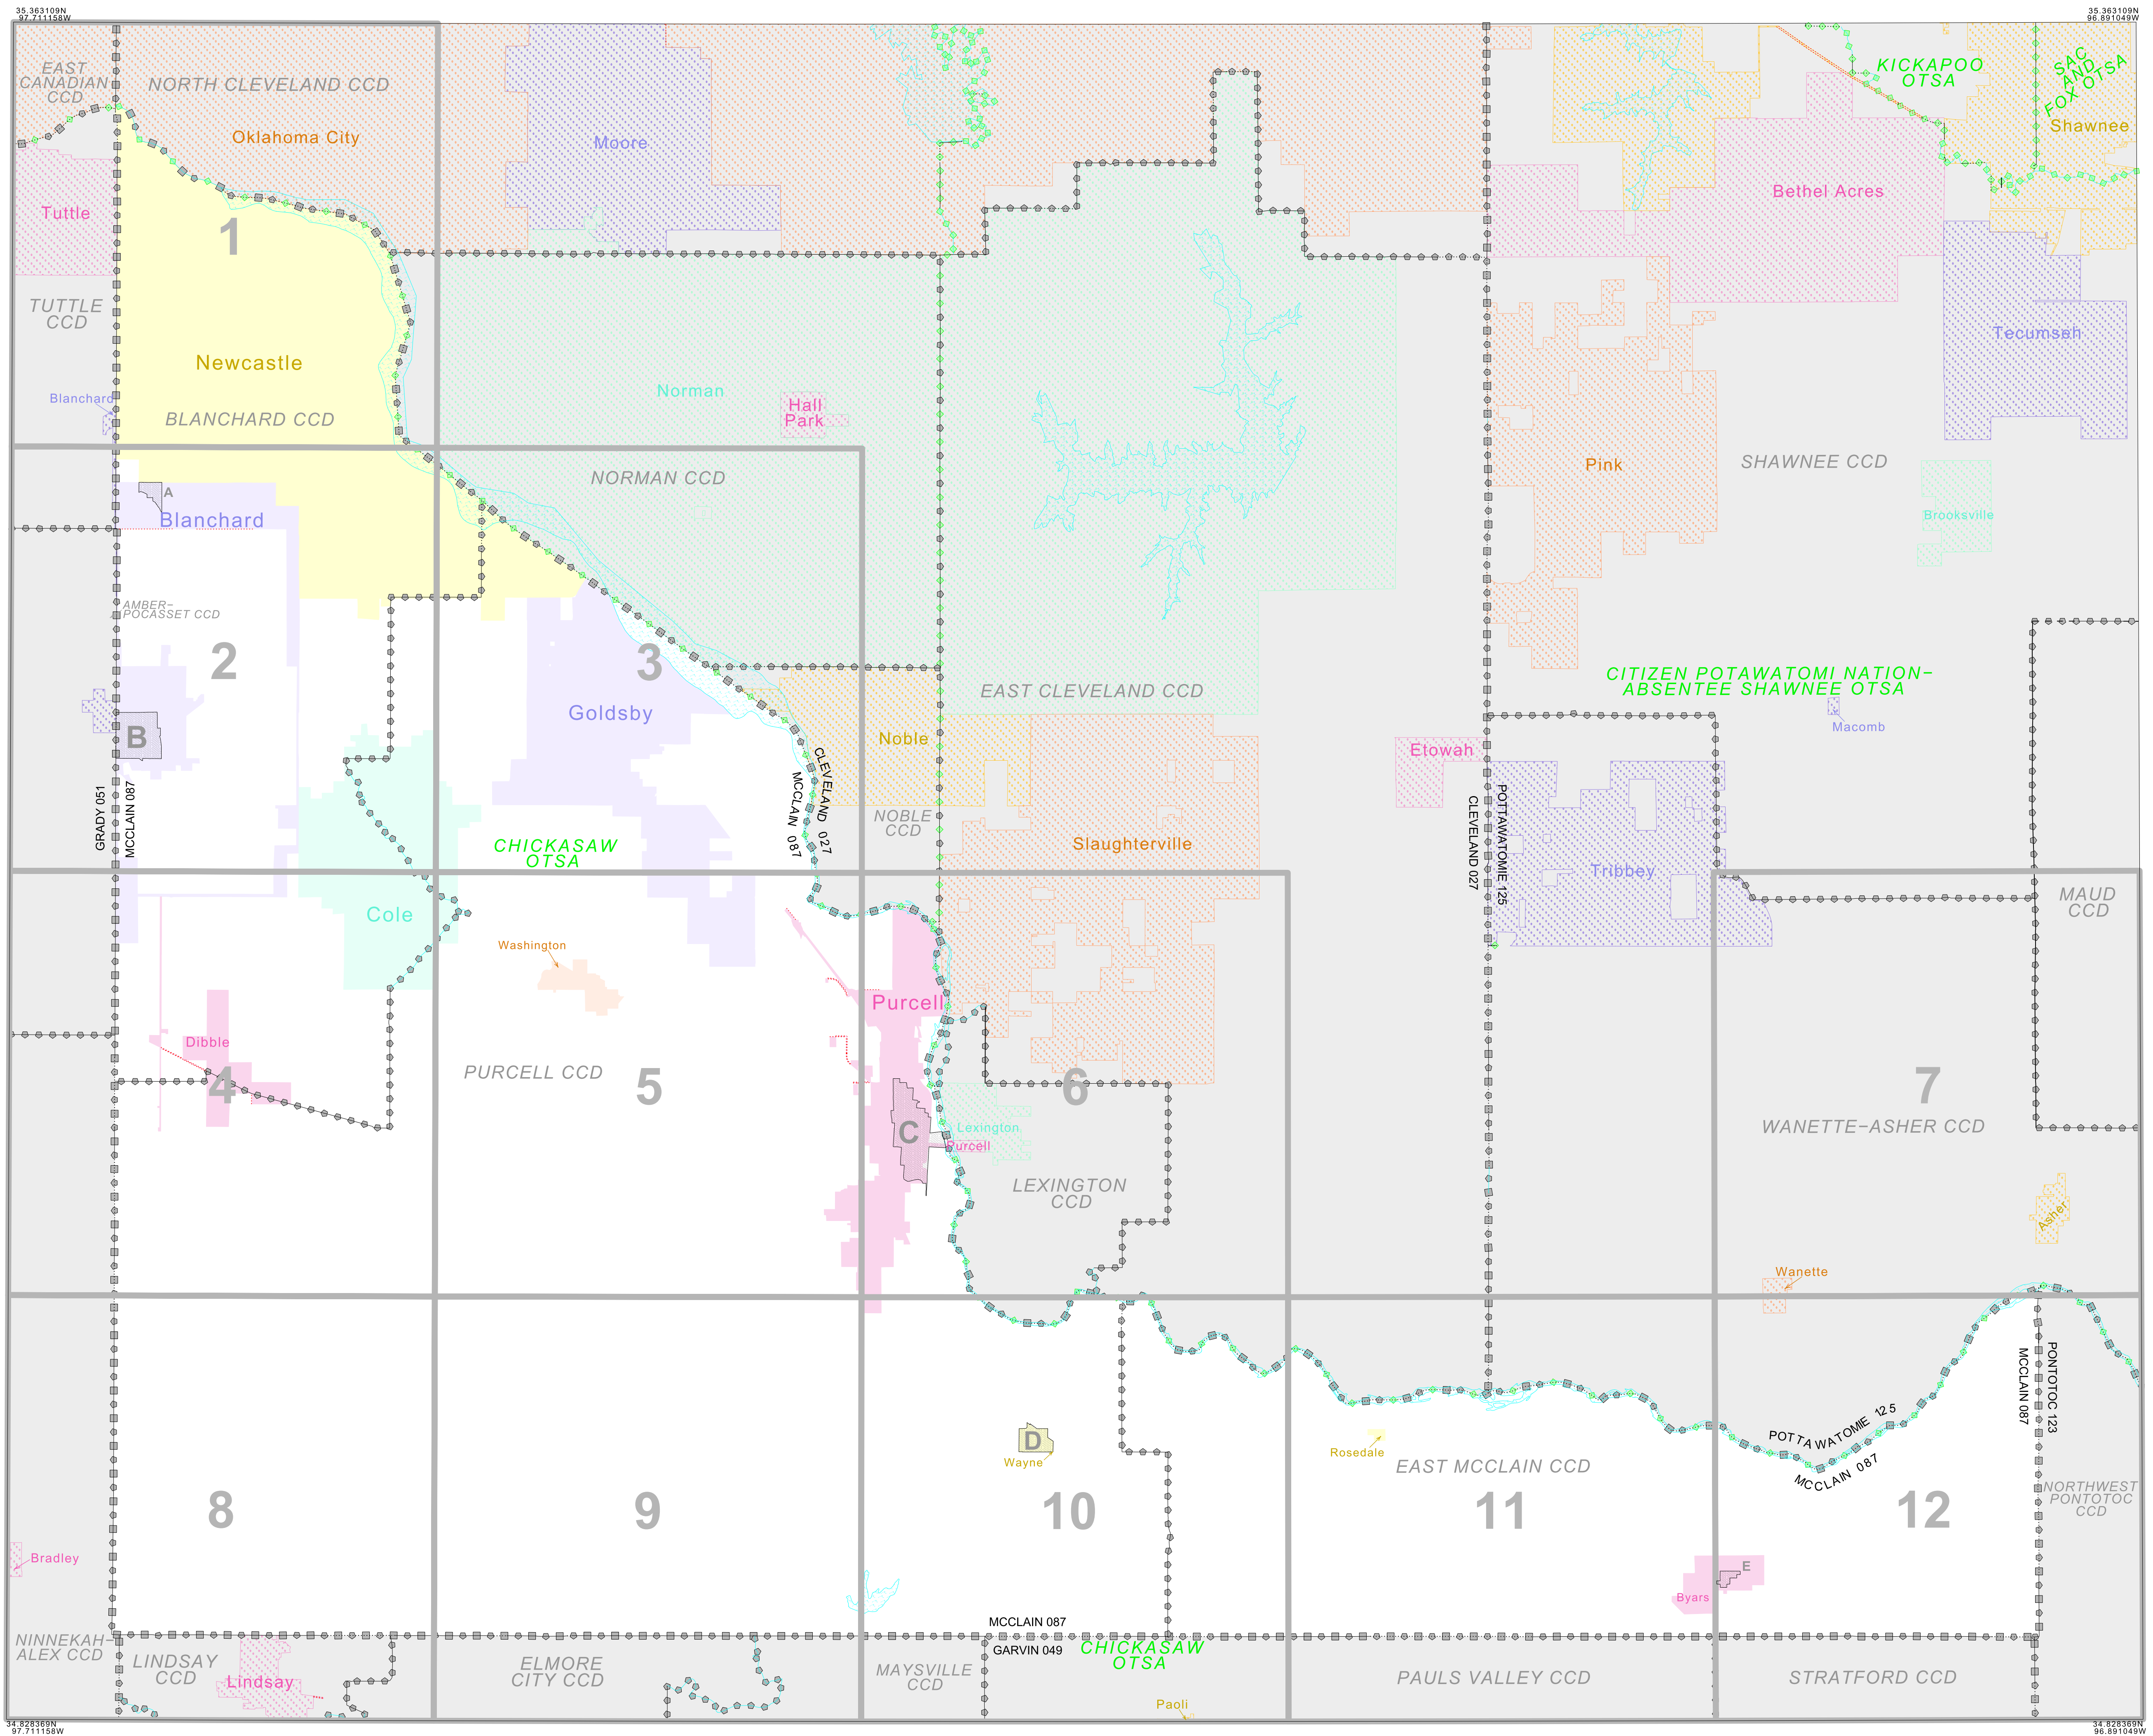 35.363109N
97.711158W
35.363109N
96.891049W
EAST
CANADIAN
CCD
NORTH CLEVELAND CCD
Oklahoma City
Moore
KICKAPOO
OTSA
SAC
AND
FOX OTSA
Shawnee
Tuttle
1
Bethel Acres
TUTTLE
CCD
Tecumseh
Newcastle
Blanchard
BLANCHARD CCD
Norman
Hall
Park
Pink
SHAWNEE CCD
NORMAN CCD
A
Blanchard
Brooksville
AMBER-
POCASSET CCD
2
3
EAST CLEVELAND CCD
CITIZEN POTAWATOMI NATION-
ABSENTEE SHAWNEE OTSA
Goldsby
Macomb
B
Noble
Etowah
GRADY 051
MCCLAIN 087
CLEVELAND 027
MCCLAIN 087
NOBLE
CCD
CLEVELAND 027
POTTAWATOMIE 125
CHICKASAW
OTSA
Slaughterville
Tribbey
MAUD
CCD
Cole
Washington
Purcell
Dibble
4
PURCELL CCD
5
6
7
C
Lexington
Purcell
WANETTE-ASHER CCD
LEXINGTON
CCD
Asher
Wanette
PONTOTOC 123
MCCLAIN 087
POTTAWATOMIE 125
MCCLAIN 087
D
Wayne
Rosedale
EAST MCCLAIN CCD
NORTHWEST
PONTOTOC
CCD
8
9
10
11
12
Bradley
E
Byars
MCCLAIN 087
GARVIN 049
CHICKASAW
OTSA
NINNEKAH-
ALEX CCD
LINDSAY
CCD
Lindsay
ELMORE
CITY CCD
MAYSVILLE
CCD
PAULS VALLEY CCD
STRATFORD CCD
Paoli
34.828369N
97.711158W
34.828369N
96.891049W